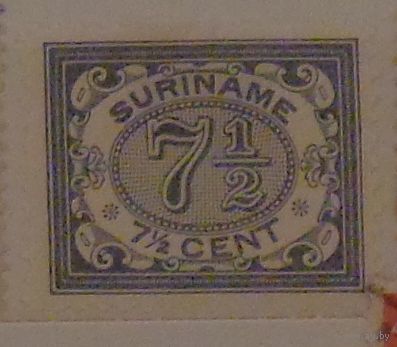 SURINAME
7 1/2
7½ CENT